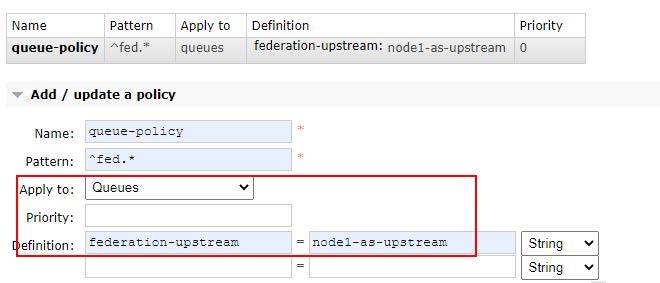 Name Pattern Apply to Definition Priority
queue-policy ^fed.* queues federation-upstream: node1-as-upstream 0
Add / update a policy
Name: queue-policy *
Pattern: ^fed.* *
Apply to: Queues
Priority:
Definition: federation-upstream = node1-as-upstream String
= String